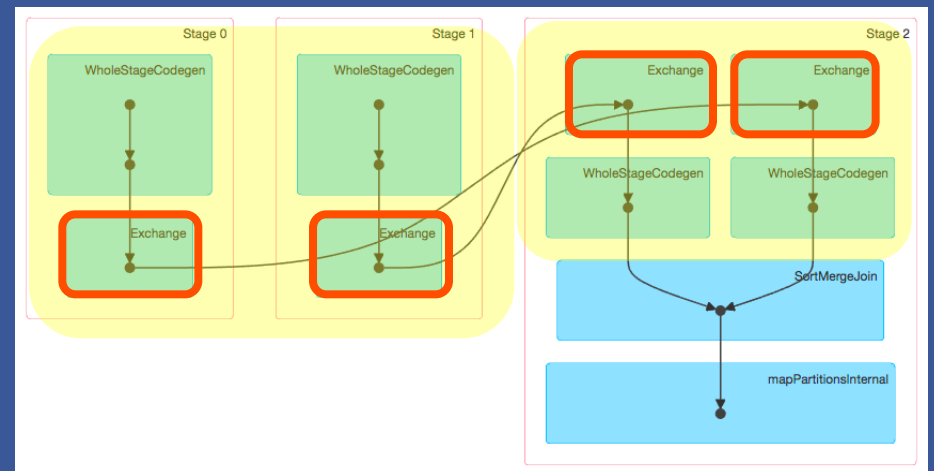 Stage 0
WholeStageCodegen
Exchange
Stage 1
WholeStageCodegen
Exchange
Stage 2
Exchange
Exchange
WholeStageCodegen
WholeStageCodegen
SortMergeJoin
mapPartitionsInternal